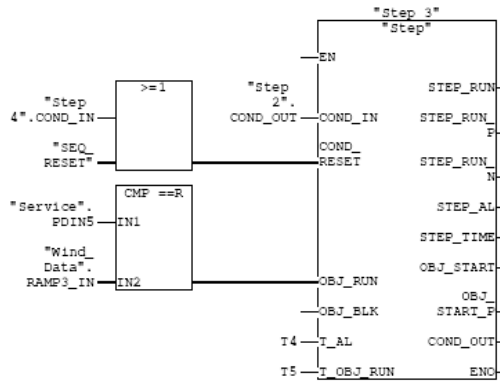 "Step 3"
"Step"
EN
>=1
"Step
2".
COND_OUT
COND_IN
"Step
4".COND_IN
"SEQ_
RESET"
COND_
RESET
CMP ==R
"Service".
PDIN5
IN1
"Wind_
Data".
RAMP3_IN
IN2
OBJ_RUN
OBJ_BLK
T4
T_AL
T5
T_OBJ_RUN
STEP_RUN
STEP_RUN_
P
STEP_RUN_
N
STEP_AL
STEP_TIME
OBJ_START
OBJ_
START_P
COND_OUT
ENO